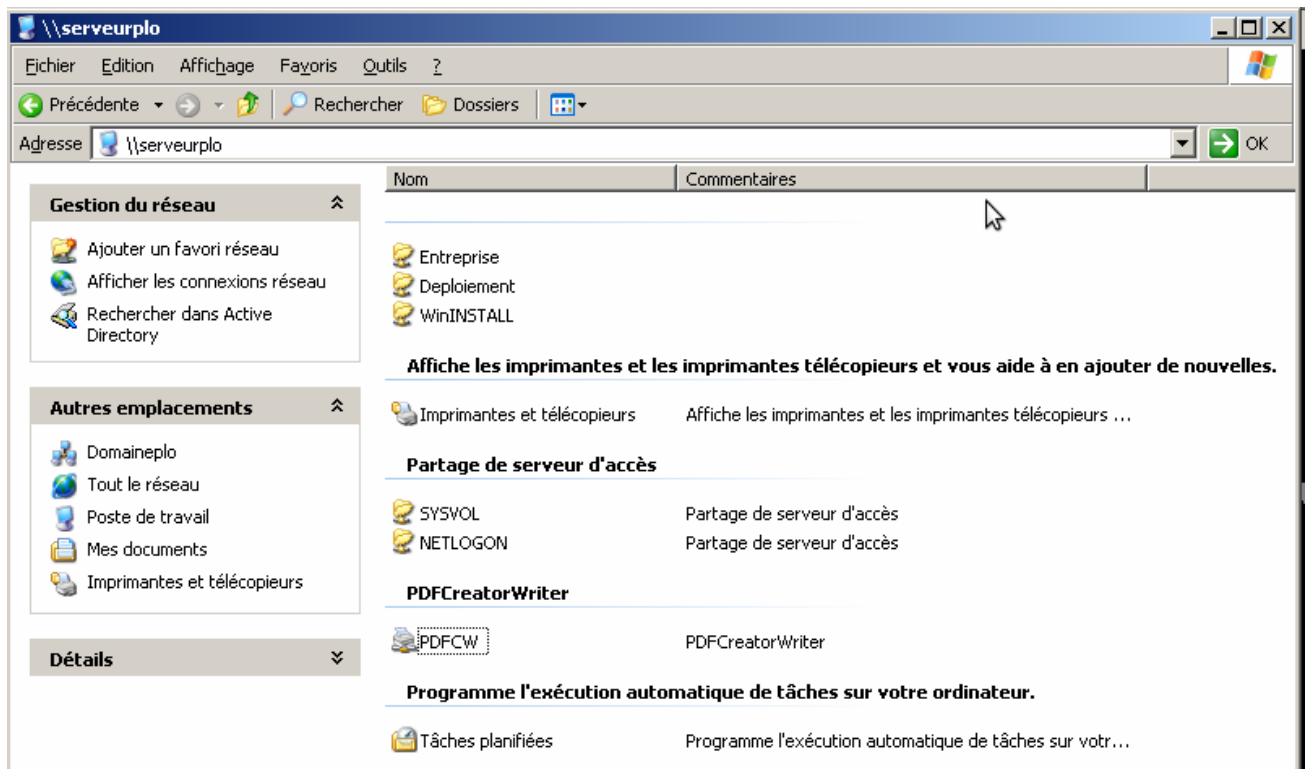 \\serveurplo
Fichier Edition Affichage Favoris Outils ?
Précédente Rechercher Dossiers
Adresse \\serveurplo OK
Gestion du réseau
Ajouter un favori réseau
Afficher les connexions réseau
Rechercher dans Active
Directory
Autres emplacements
Domaineplo
Tout le réseau
Poste de travail
Mes documents
Imprimantes et télécopieurs
Détails
Nom Commentaires
Entreprise
Deploiement
WinINSTALL
Affiche les imprimantes et les imprimantes télécopieurs et vous aide à en ajouter de nouvelles.
Imprimantes et télécopieurs Affiche les imprimantes et les imprimantes télécopieurs ...
Partage de serveur d'accès
SYSVOL Partage de serveur d'accès
NETLOGON Partage de serveur d'accès
PDFCreatorWriter
PDFCW PDFCreatorWriter
Programme l'exécution automatique de tâches sur votre ordinateur.
Tâches planifiées Programme l'exécution automatique de tâches sur votr...